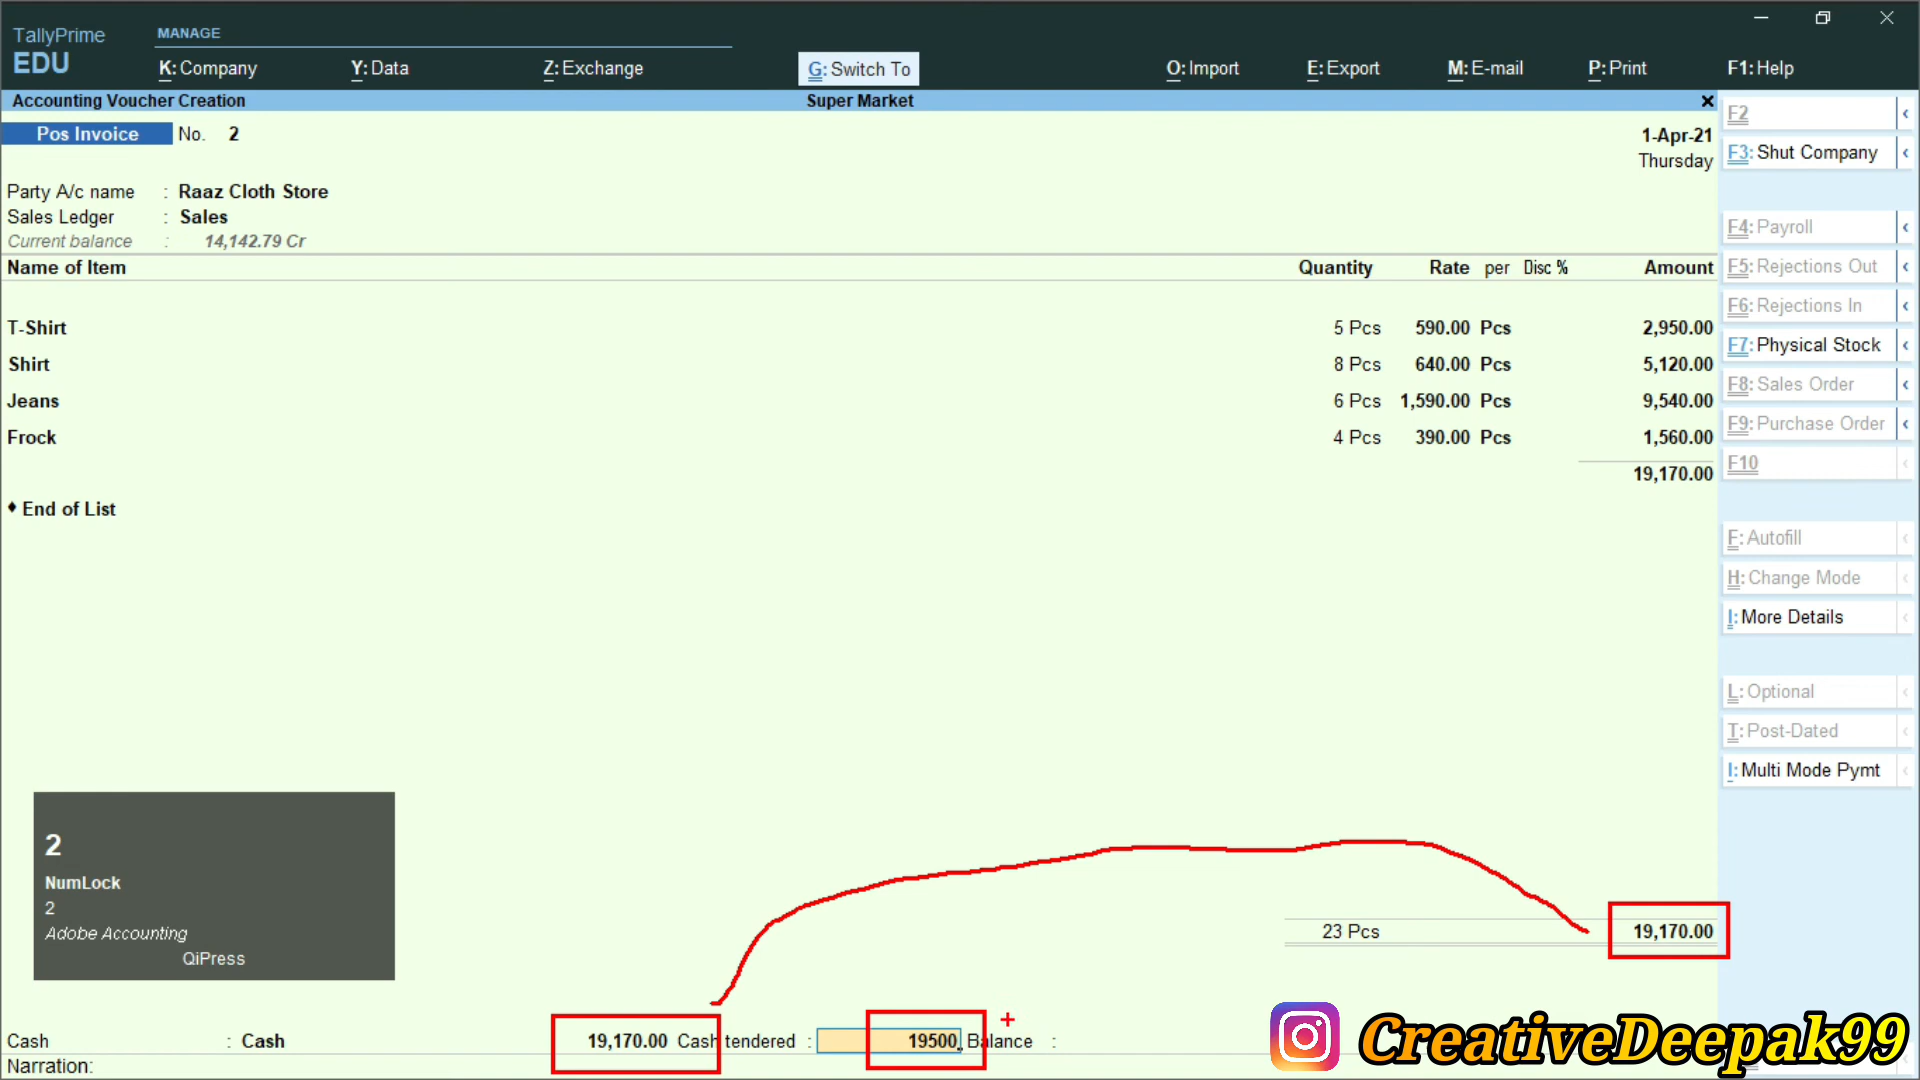 TallyPrime
EDU
MANAGE
K: Company Y: Data Z: Exchange G: Switch To O: Import E: Export M: E-mail P: Print F1: Help
Accounting Voucher Creation Super Market
Pos Invoice No. 2 1-Apr-21
Thursday
Party A/c name : Raaz Cloth Store
Sales Ledger : Sales
Current balance : 14,142.79 Cr
Name of Item Quantity Rate per Disc % Amount
T-Shirt 5 Pcs 590.00 Pcs 2,950.00
Shirt 8 Pcs 640.00 Pcs 5,120.00
Jeans 6 Pcs 1,590.00 Pcs 9,540.00
Frock 4 Pcs 390.00 Pcs 1,560.00
19,170.00
♦ End of List
23 Pcs 19,170.00
Cash : Cash 19,170.00 Cash tendered : 19500 Balance :
Narration:
2
NumLock
2
Adobe Accounting
QiPress
F2
F3: Shut Company
F4: Payroll
F5: Rejections Out
F6: Rejections In
F7: Physical Stock
F8: Sales Order
F9: Purchase Order
F10
F: Autofill
H: Change Mode
I: More Details
L: Optional
T: Post-Dated
I: Multi Mode Pymt
CreativeDeepak99